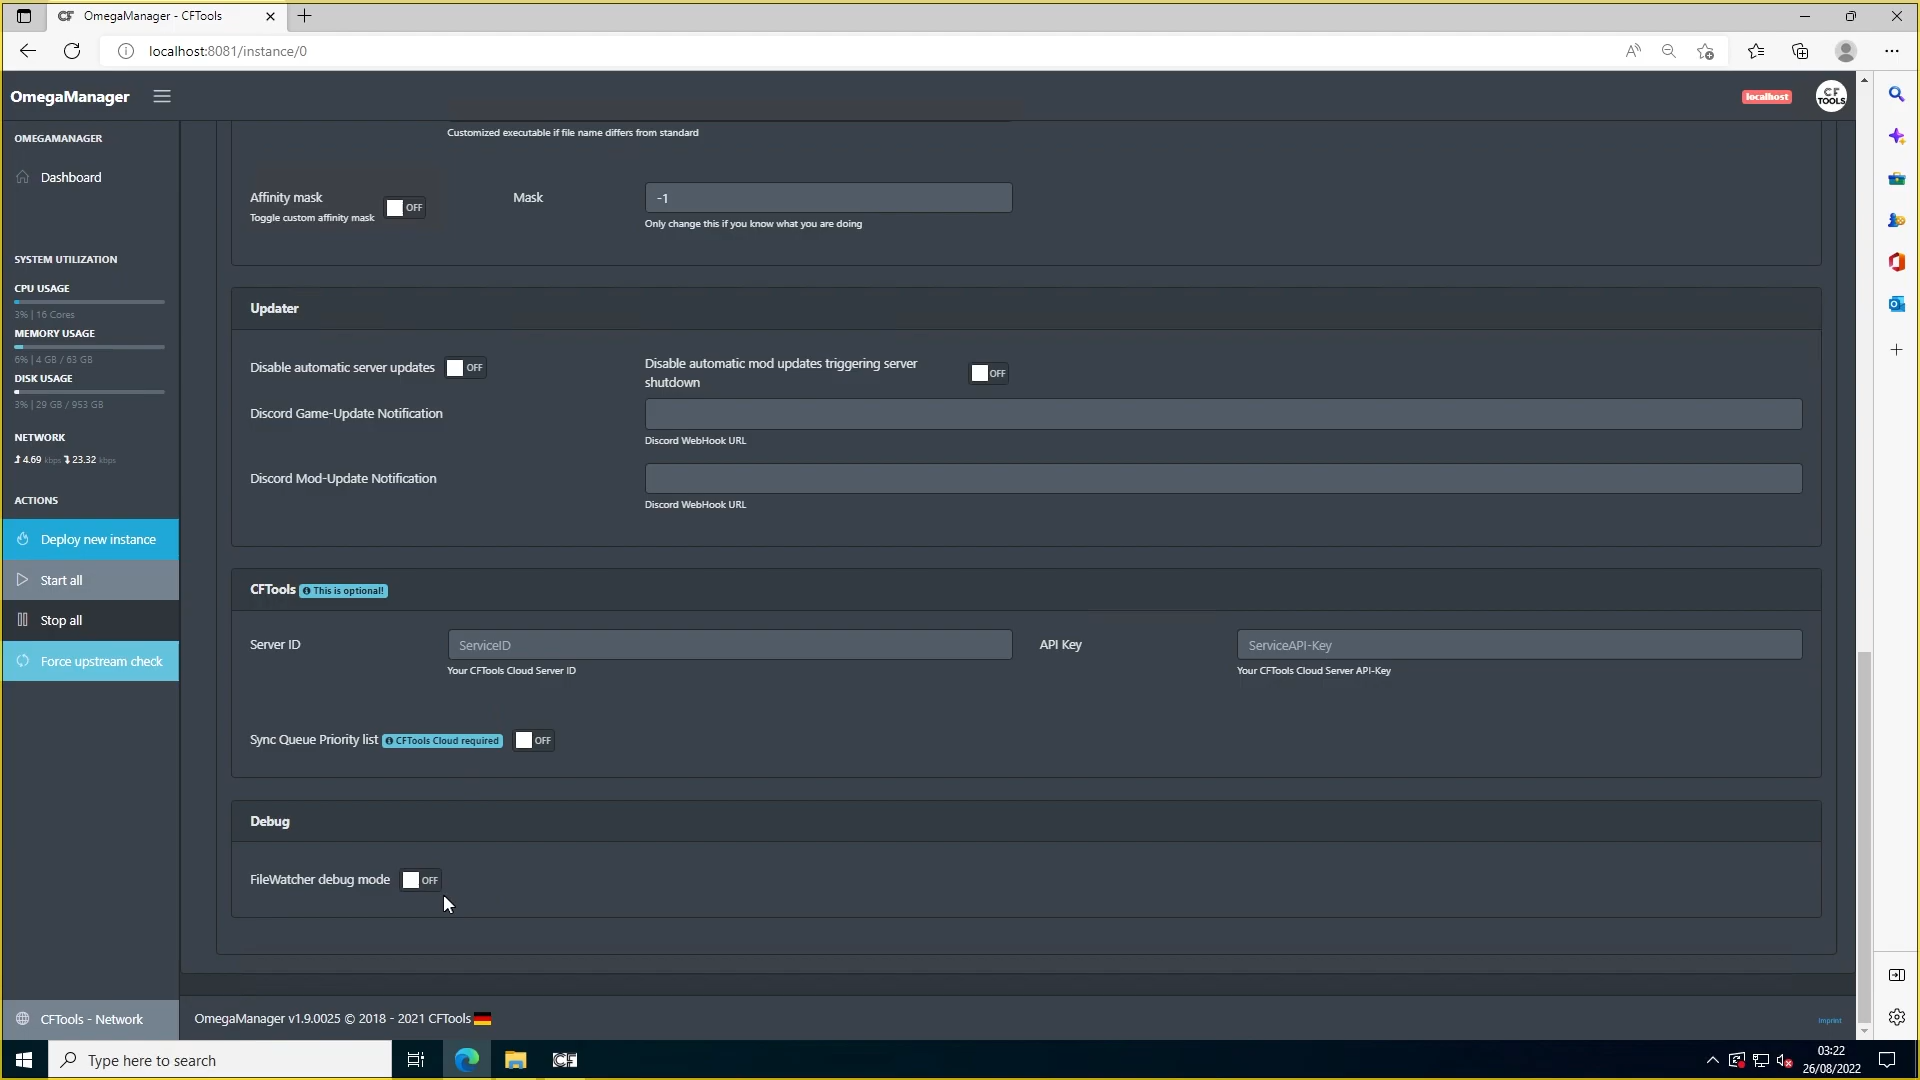 OmegaManager - CFTools
localhost:8081/instance/0
OmegaManager
localhost
CF TOOLS
OMEGAMANAGER
Dashboard
SYSTEM UTILIZATION
CPU USAGE
3% | 16 Cores
MEMORY USAGE
6% | 4 GB / 63 GB
DISK USAGE
3% | 29 GB / 953 GB
NETWORK
4.69 kbps 23.32 kbps
ACTIONS
Deploy new instance
Start all
Stop all
Force upstream check
CFTools - Network
Customized executable if file name differs from standard
Affinity mask
Toggle custom affinity mask
OFF
Mask
-1
Only change this if you know what you are doing
Updater
Disable automatic server updates OFF
Disable automatic mod updates triggering server
shutdown
OFF
Discord Game-Update Notification
Discord WebHook URL
Discord Mod-Update Notification
Discord WebHook URL
CFTools This is optional!
Server ID
ServiceID
Your CFTools Cloud Server ID
API Key
ServiceAPI-Key
Your CFTools Cloud Server API-Key
Sync Queue Priority list CFTools Cloud required OFF
Debug
FileWatcher debug mode OFF
OmegaManager v1.9.0025 © 2018 - 2021 CFTools
Imprint
Type here to search
CF
03:22
26/08/2022